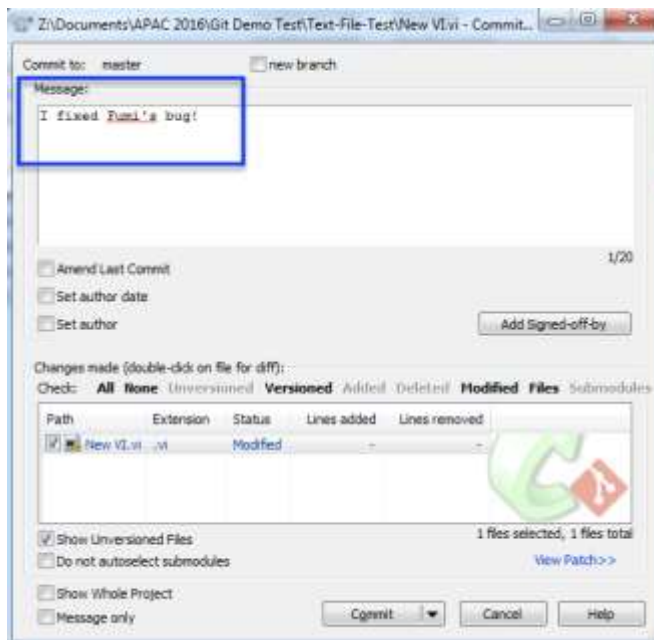 Z:\Documents\APAC 2016\Git Demo Test\Text-File-Test\New VI.vi - Commit...
Commit to: master new branch
Message:
I fixed Fumi's bug!
1/20
Amend Last Commit
Set author date
Set author Add Signed-off-by
Changes made (double-click on file for diff):
Check: All None Unversioned Versioned Added Deleted Modified Files Submodules
Path Extension Status Lines added Lines removed
New VI.vi .vi Modified - -
Show Unversioned Files 1 files selected, 1 files total
Do not autoselect submodules View Patch>>
Show Whole Project
Message only Commit Cancel Help